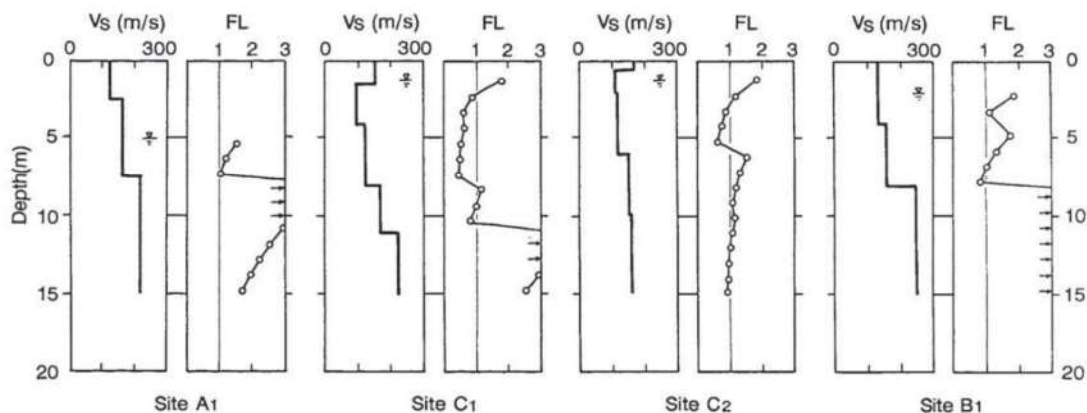 Vs (m/s) FL Vs (m/s) FL Vs (m/s) FL Vs (m/s) FL
0 300 1 2 3 0 300 1 2 3 0 300 1 2 3 0 300 1 2 3
0 0
5 5
10 10
15 15
20 20
Depth(m)
Site A1 Site C1 Site C2 Site B1